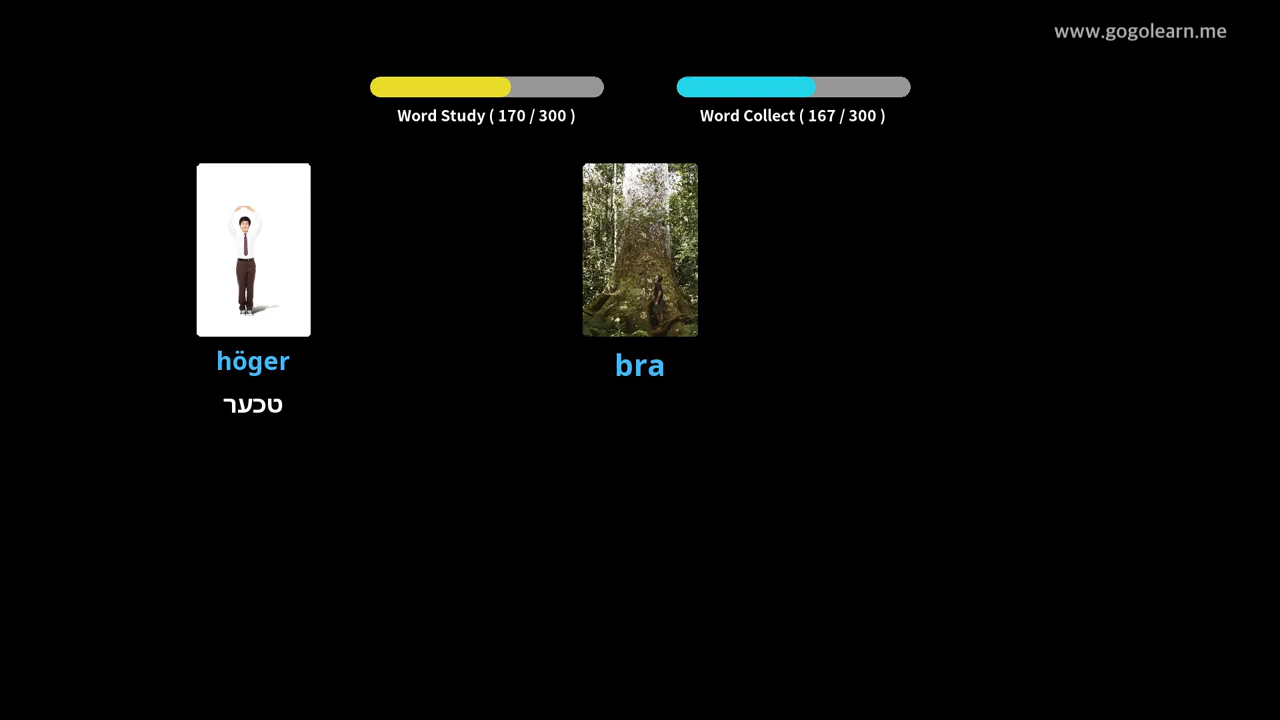 www.gogolearn.me
Word Study ( 170 / 300 )
Word Collect ( 167 / 300 )
höger
טכער
bra